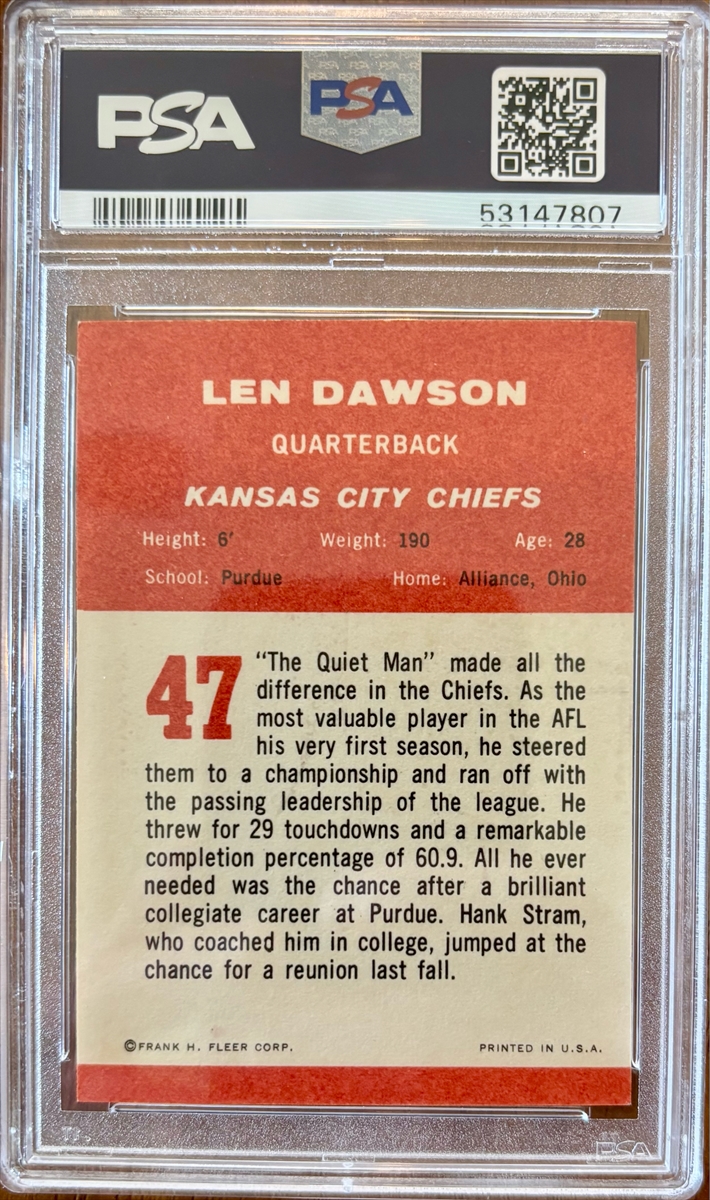 PSA
PSA
53147807
LEN DAWSON
QUARTERBACK
KANSAS CITY CHIEFS
Height: 6' Weight: 190 Age: 28
School: Purdue Home: Alliance, Ohio
47
"The Quiet Man" made all the
difference in the Chiefs. As the
most valuable player in the AFL
his very first season, he steered
them to a championship and ran off with
the passing leadership of the league. He
threw for 29 touchdowns and a remarkable
completion percentage of 60.9. All he ever
needed was the chance after a brilliant
collegiate career at Purdue. Hank Stram,
who coached him in college, jumped at the
chance for a reunion last fall.
©FRANK H. FLEER CORP. PRINTED IN U.S.A.
PSA